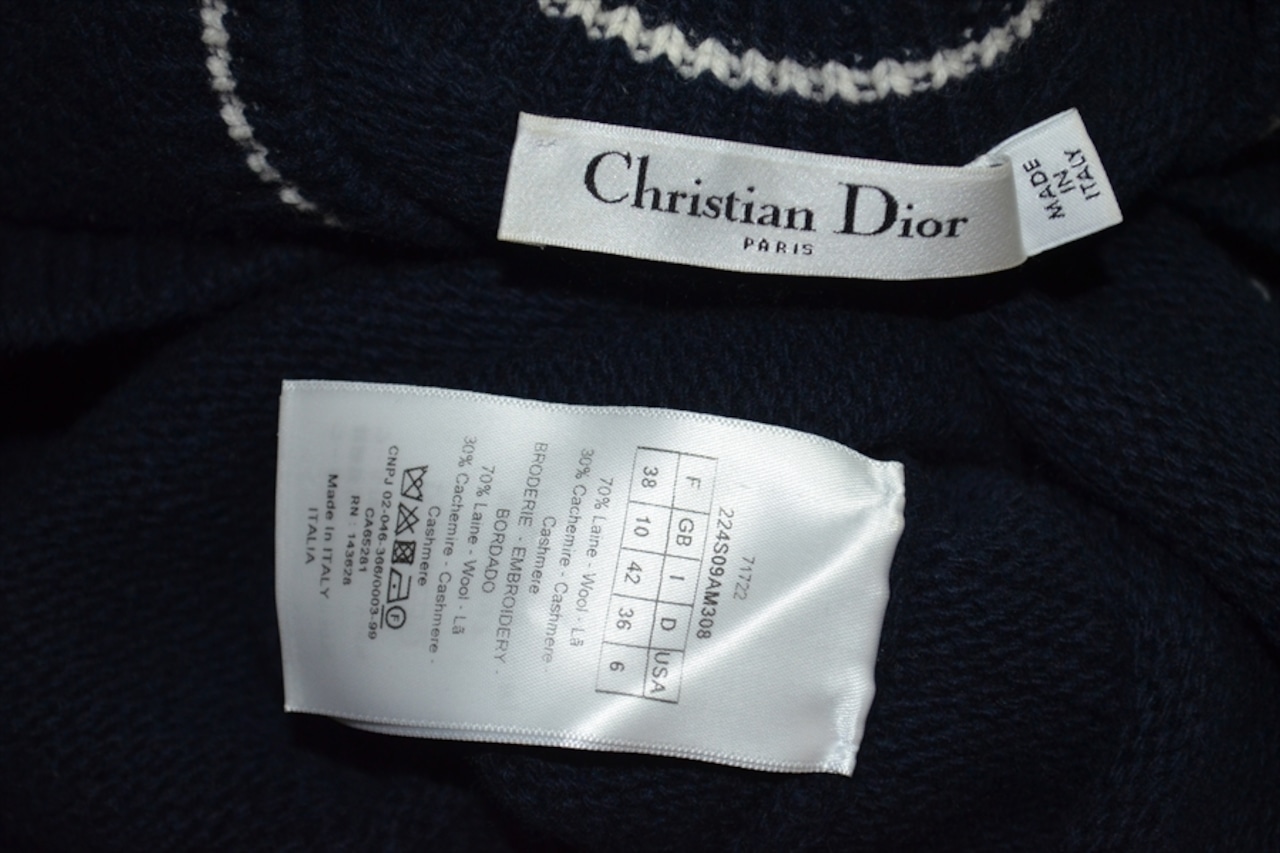 Christian Dior
PARIS
MADE
IN
ITALY
71722
224S09AM308
F GB I D USA
38 10 42 36 6
70% Laine - Wool - Lã
30% Cachemire - Cashmere -
Cashmere
BRODERIE - EMBROIDERY -
BORDADO
70% Laine - Wool - Lã
30% Cachemire - Cashmere -
Cashmere
F
CNPJ 02-046-366/0003-99
CA65281
RN : 143628
Made In ITALY
ITALIA